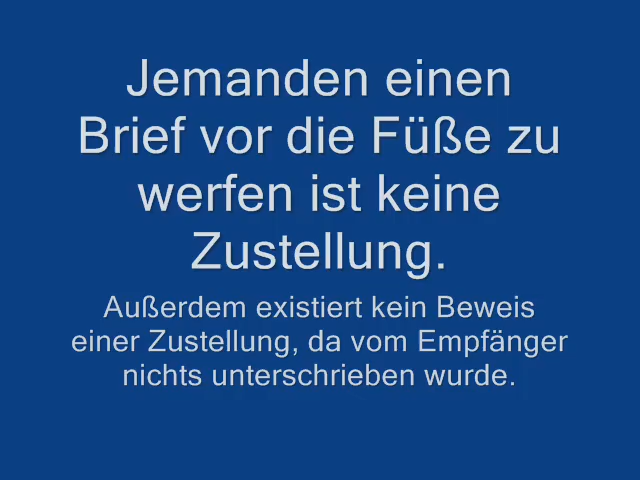 Jemanden einen
Brief vor die Füße zu
werfen ist keine
Zustellung.
Außerdem existiert kein Beweis
einer Zustellung, da vom Empfänger
nichts unterschrieben wurde.